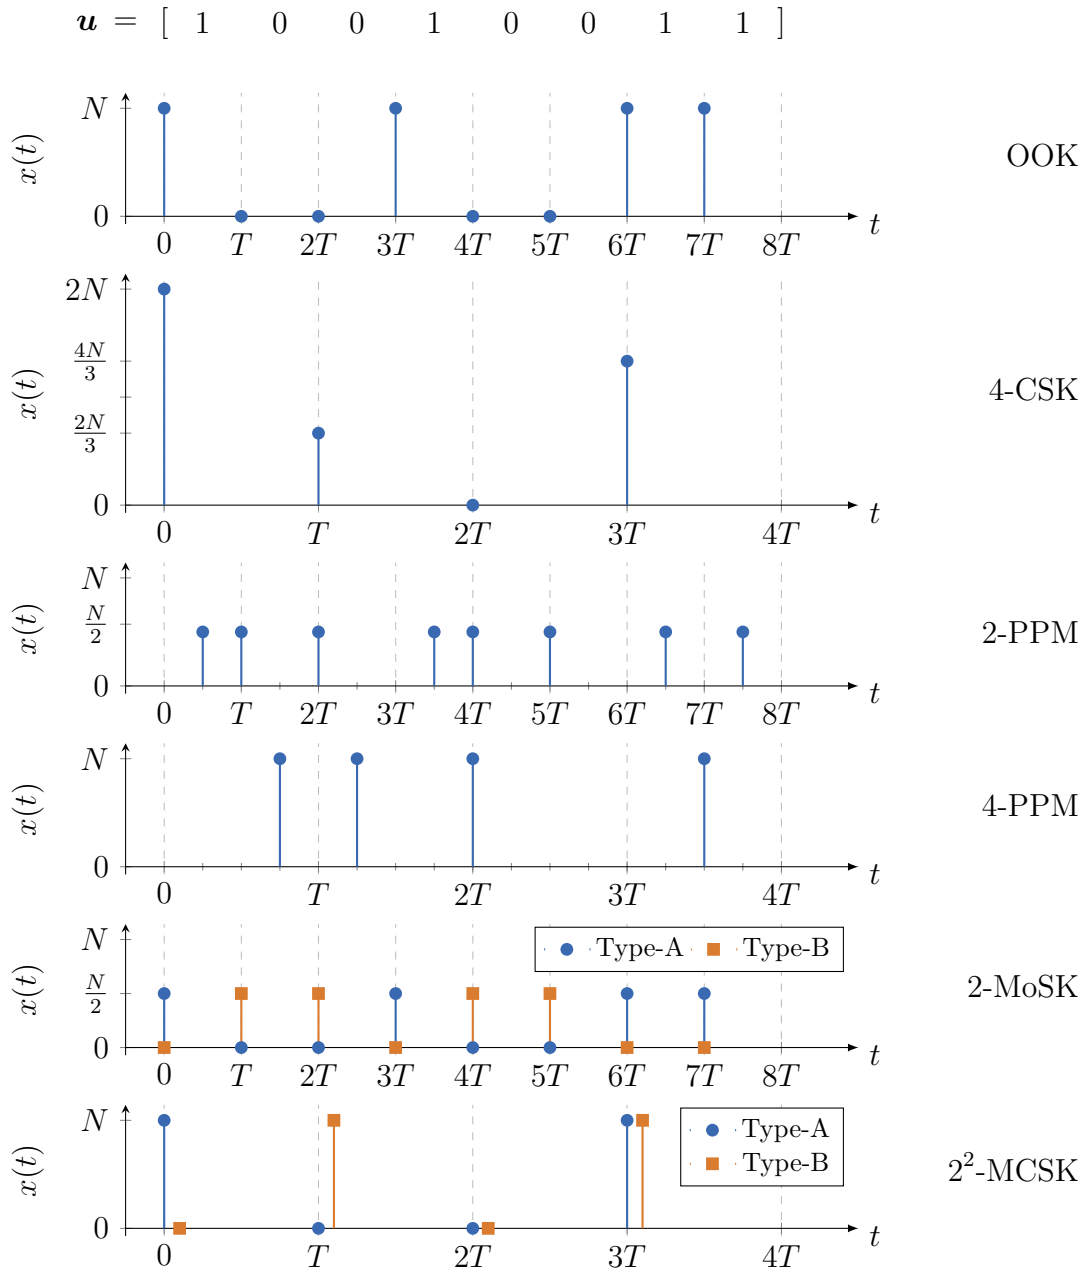 u = [ 1 0 0 1 0 0 1 1 ]
N
x(t)
OOK
0
t
0 T 2T 3T 4T 5T 6T 7T 8T
2N
4N/3
x(t)
4-CSK
2N/3
0
t
0 T 2T 3T 4T
N
N/2
x(t)
2-PPM
0
t
0 T 2T 3T 4T 5T 6T 7T 8T
N
x(t)
4-PPM
0
t
0 T 2T 3T 4T
N
Type-A Type-B
N/2
x(t)
2-MoSK
0
t
0 T 2T 3T 4T 5T 6T 7T 8T
N
Type-A
Type-B
x(t)
2²-MCSK
0
t
0 T 2T 3T 4T